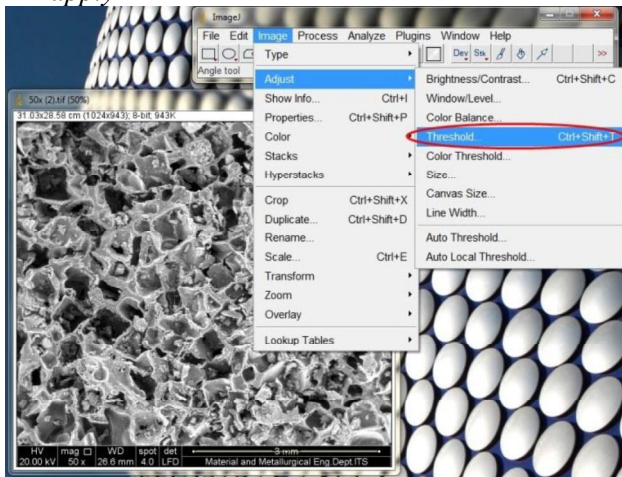 apply
ImageJ
File Edit Image Process Analyze Plugins Window Help
Dev Stk >>
Angle tool
Type
Adjust
Show Info... Ctrl+I
Properties... Ctrl+Shift+P
Color
Stacks
Hyperstacks
Crop Ctrl+Shift+X
Duplicate... Ctrl+Shift+D
Rename...
Scale... Ctrl+E
Transform
Zoom
Overlay
Lookup Tables
Brightness/Contrast... Ctrl+Shift+C
Window/Level...
Color Balance...
Threshold... Ctrl+Shift+T
Color Threshold...
Size...
Canvas Size...
Line Width...
Auto Threshold...
Auto Local Threshold...
50x (2).tif (50%)
31.03x28.58 cm (1024x943); 8-bit; 943K
HV mag WD spot det 3 mm
20.00 kV 50 x 26.6 mm 4.0 LFD Material and Metallurgical Eng.Dept.ITS